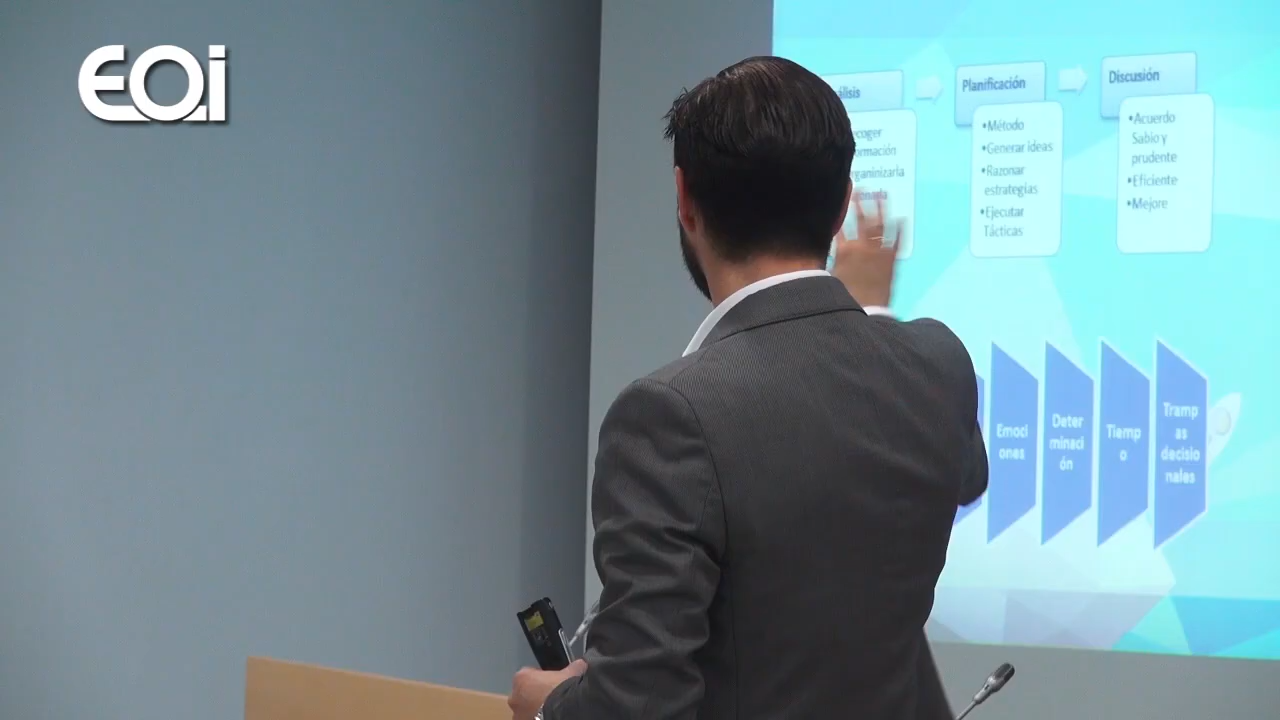 EOi
Planificación
Discusión
•Método
•Generar ideas
•Razonar
estrategias
•Ejecutar
Tácticas
•Acuerdo
Sabio y
prudente
•Eficiente
•Mejore
Emoci
ones
Deter
minaci
ón
Tiemp
o
Tramp
as
decisio
nales